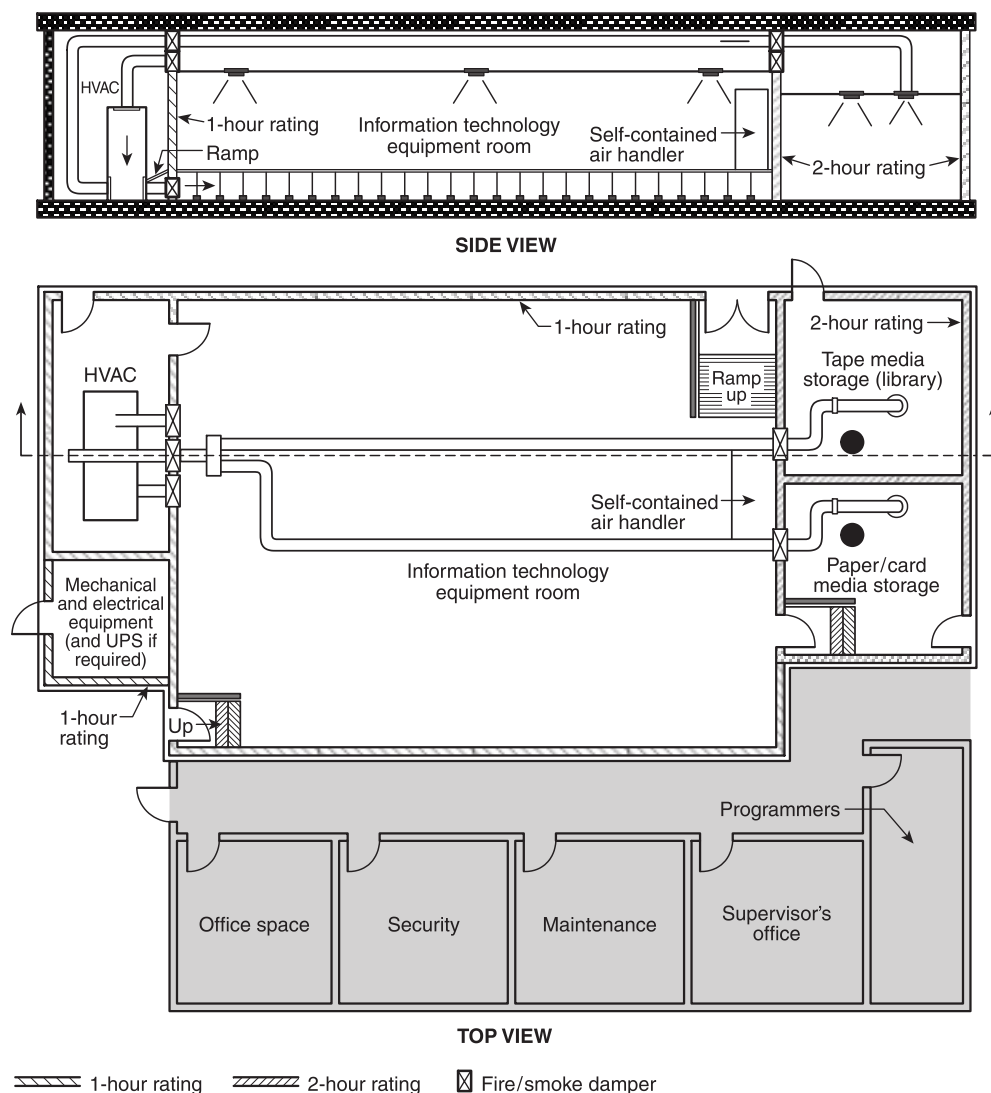 HVAC
1-hour rating
Ramp
Information technology
equipment room
Self-contained
air handler
2-hour rating
SIDE VIEW
1-hour rating
2-hour rating
HVAC
Ramp
up
Tape media
storage (library)
Self-contained
air handler
Information technology
equipment room
Paper/card
media storage
Mechanical
and electrical
equipment
(and UPS if
required)
1-hour
rating
Up
Programmers
Office space
Security
Maintenance
Supervisor's
office
TOP VIEW
1-hour rating
2-hour rating
Fire/smoke damper